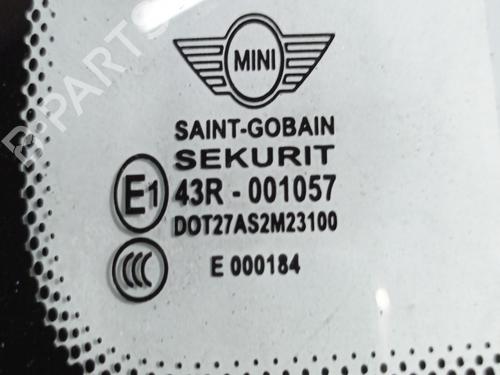 B-PARTS
MINI
SAINT-GOBAIN
SEKURIT
E1 43R - 001057
DOT27AS2M23100
CCC E 000184